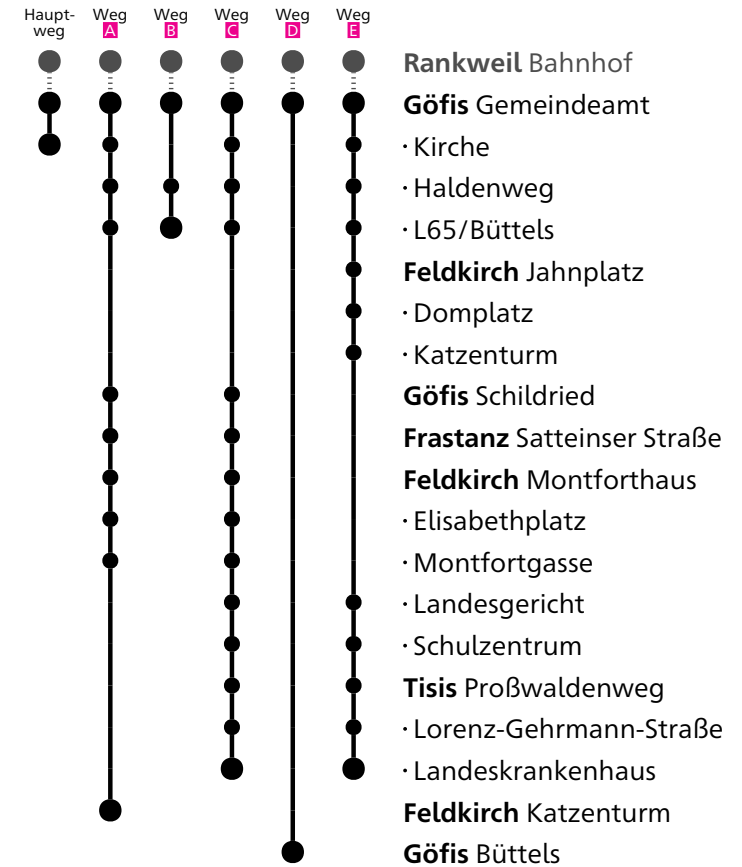 Haupt- Weg Weg Weg Weg Weg
weg A B C D E
Rankweil Bahnhof
Göfis Gemeindeamt
· Kirche
· Haldenweg
· L65/Büttels
Feldkirch Jahnplatz
· Domplatz
· Katzenturm
Göfis Schildried
Frastanz Satteinser Straße
Feldkirch Montforthaus
· Elisabethplatz
· Montfortgasse
· Landesgericht
· Schulzentrum
Tisis Proßwaldenweg
· Lorenz-Gehrmann-Straße
· Landeskrankenhaus
Feldkirch Katzenturm
Göfis Büttels